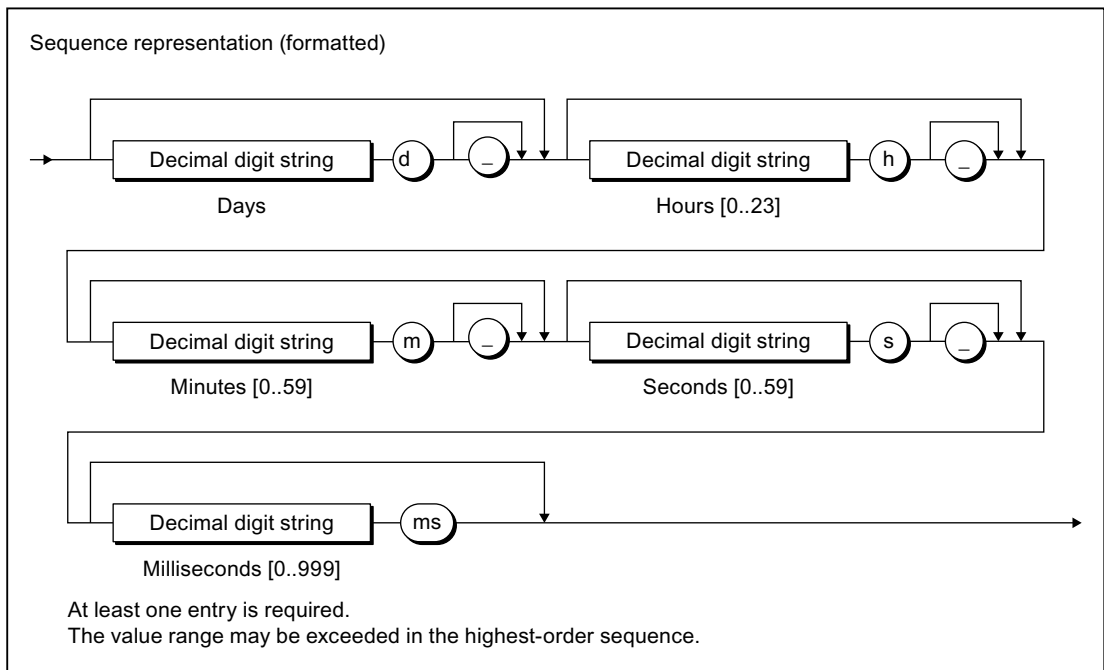 Sequence representation (formatted)
Decimal digit string d _ Decimal digit string h _
Days Hours [0..23]
Decimal digit string m _ Decimal digit string s _
Minutes [0..59] Seconds [0..59]
Decimal digit string ms
Milliseconds [0..999]
At least one entry is required.
The value range may be exceeded in the highest-order sequence.